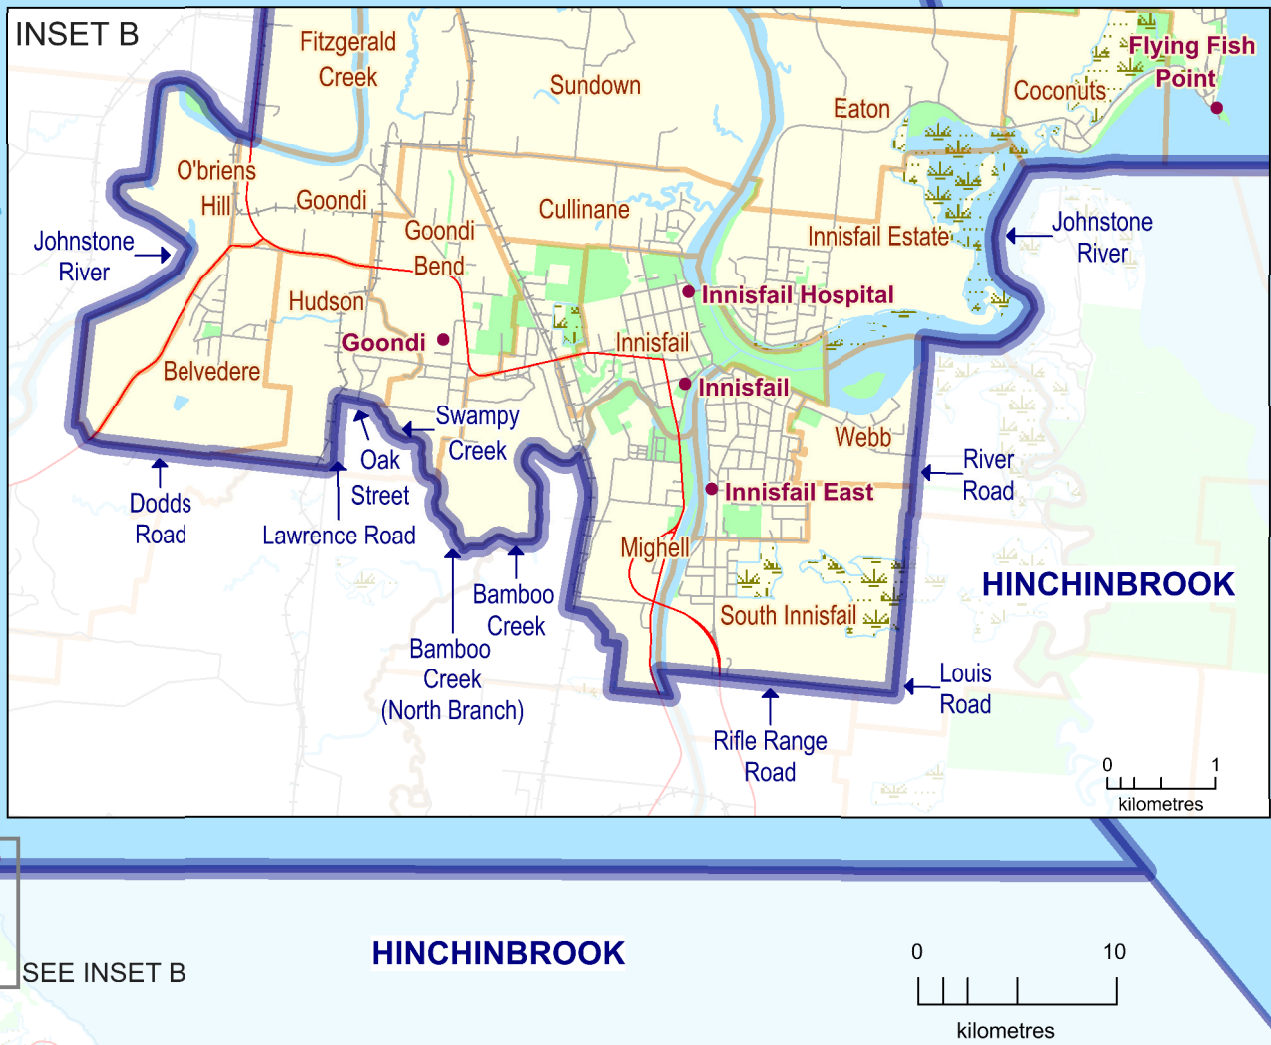 INSET B
Fitzgerald
Creek
Sundown
Eaton
Coconuts
Flying Fish
Point
O'briens
Hill
Goondi
Goondi
Bend
Cullinane
Innisfail Estate
Johnstone
River
Johnstone
River
Hudson
Innisfail Hospital
Goondi
Innisfail
Belvedere
Innisfail
Swampy
Creek
Webb
Oak
Street
River
Road
Dodds
Road
Innisfail East
Lawrence Road
Mighell
HINCHINBROOK
Bamboo
Creek
South Innisfail
Bamboo
Creek
(North Branch)
Louis
Road
Rifle Range
Road
0 1
kilometres
HINCHINBROOK
SEE INSET B
0 10
kilometres